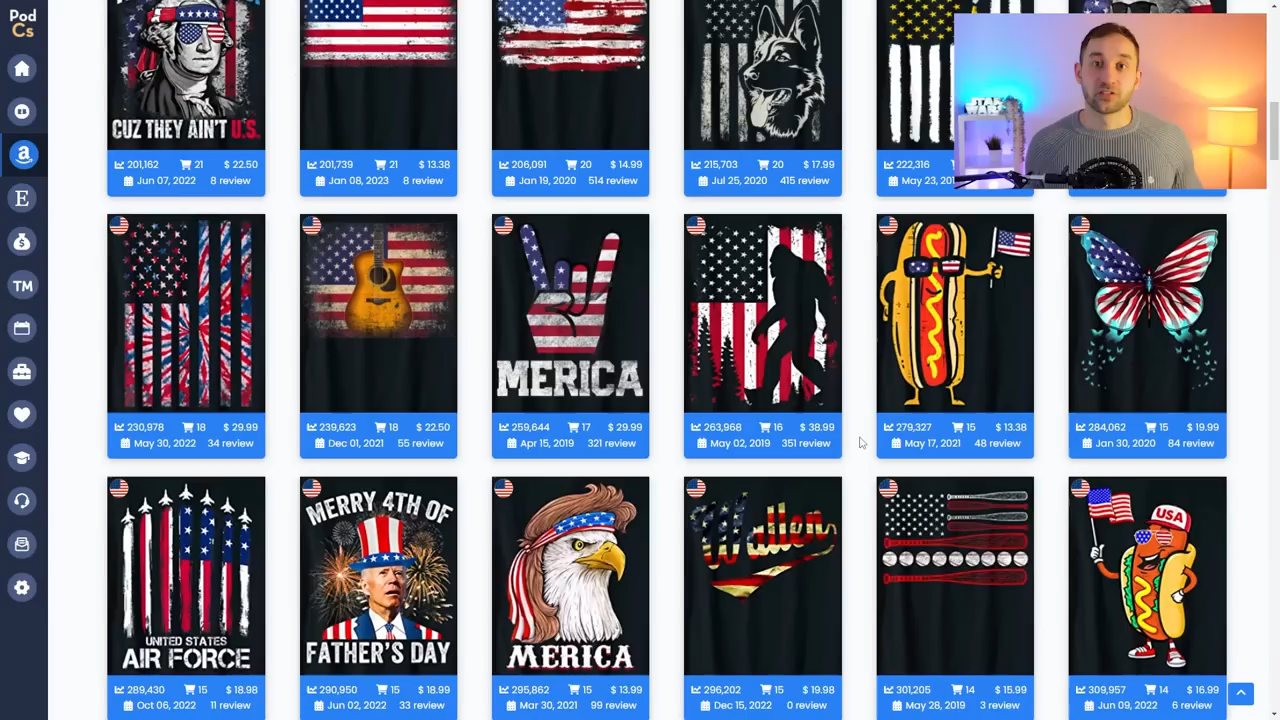 Pod
Cs
CUZ THEY AIN'T U.S.
201,162 21 $ 22.50
Jun 07, 2022 8 review
201,739 21 $ 13.38
Jan 08, 2023 8 review
206,091 20 $ 14.99
Jan 19, 2020 514 review
215,703 20 $ 17.99
Jul 25, 2020 415 review
222,316
May 23, 201
a
E
TM
230,978 18 $ 29.99
May 30, 2022 34 review
239,623 18 $ 22.50
Dec 01, 2021 55 review
MERICA
259,644 17 $ 29.99
Apr 15, 2019 321 review
263,968 16 $ 38.99
May 02, 2019 351 review
279,327 15 $ 13.38
May 17, 2021 48 review
284,062 15 $ 19.99
Jan 30, 2020 84 review
UNITED STATES
AIR FORCE
289,430 15 $ 18.98
Oct 06, 2022 11 review
MERRY 4TH OF
FATHER'S DAY
290,950 15 $ 18.99
Jun 02, 2022 33 review
MERICA
295,862 15 $ 13.99
Mar 30, 2021 99 review
Wallen
296,202 15 $ 19.98
Dec 15, 2022 0 review
301,205 14 $ 15.99
May 28, 2019 3 review
USA
309,957 14 $ 16.99
Jun 09, 2022 6 review